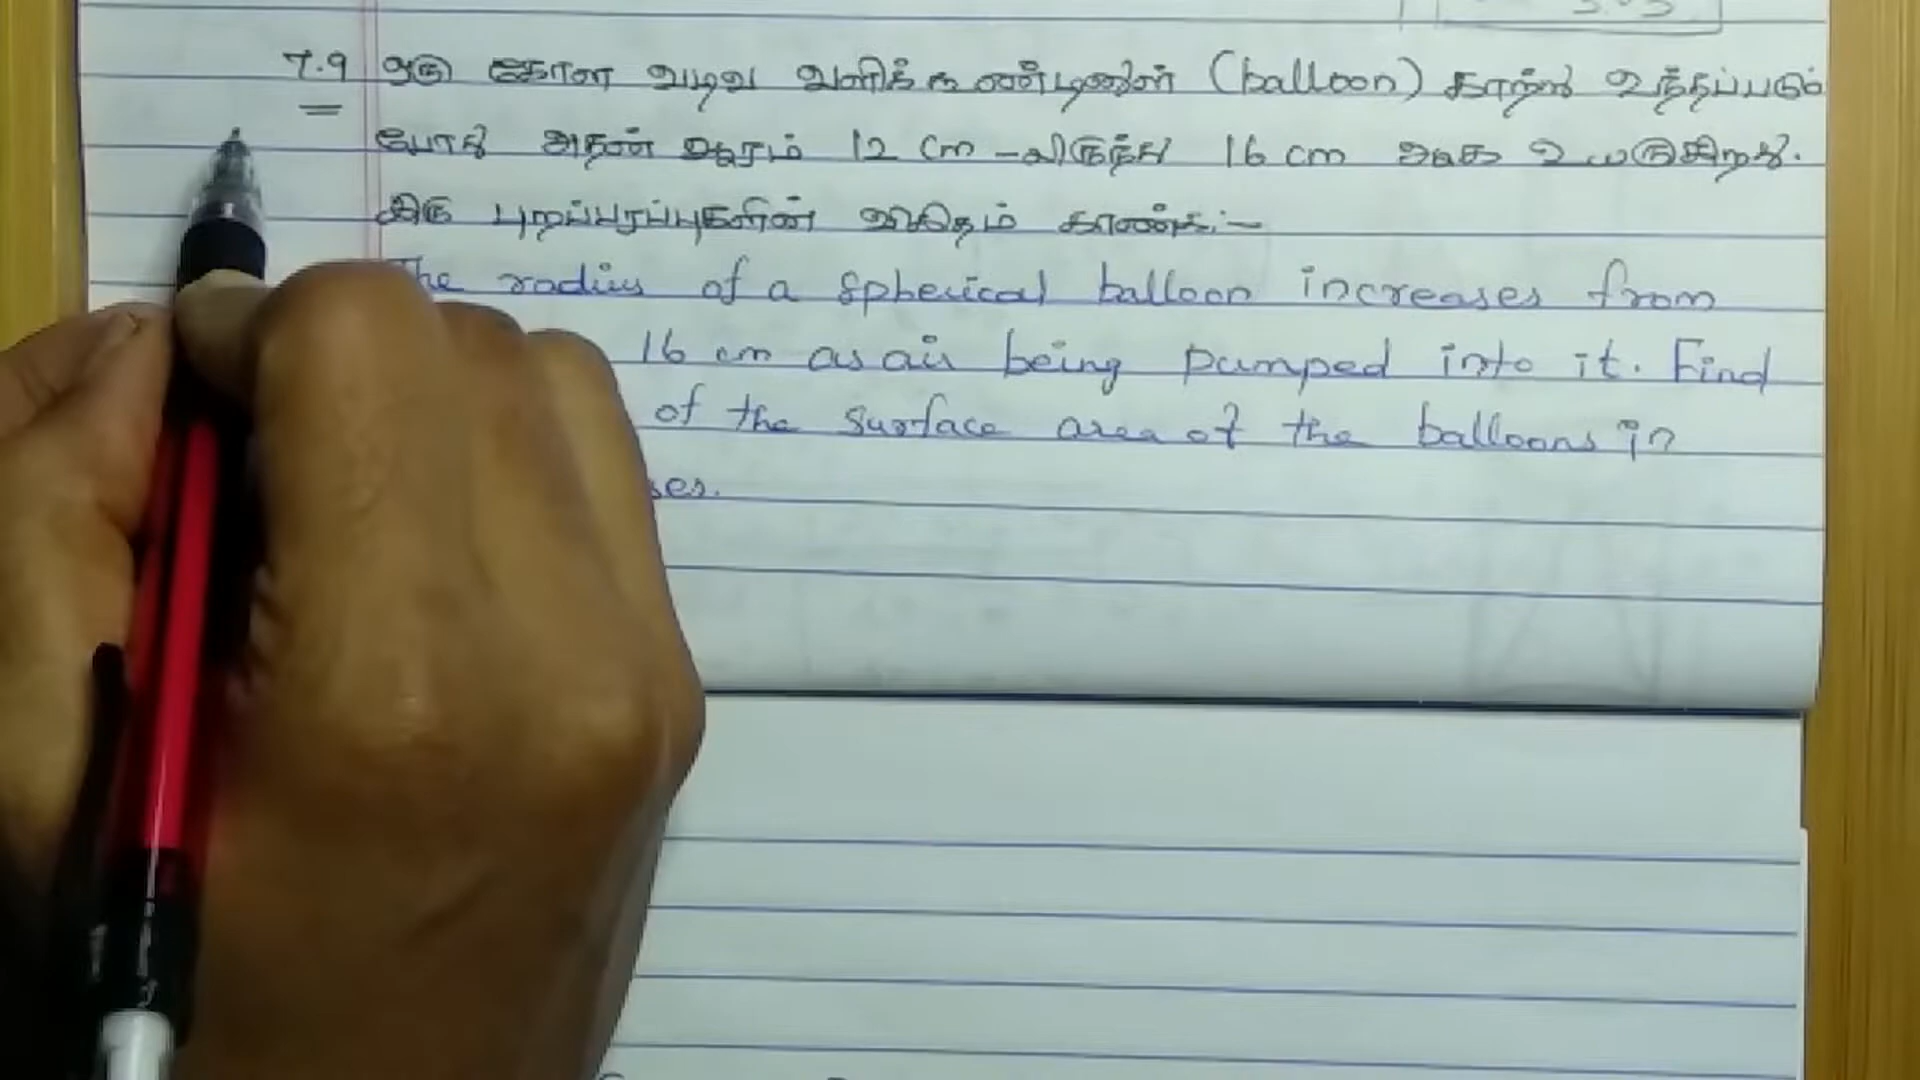 7.9 ஒரு கோள வடிவ வளிக்கூண்டினுள் (balloon) காற்று உந்தப்படும்
போது அதன் ஆரம் 12 cm -லிருந்து 16 cm ஆக உயருகிறது.
இரு புறப்பரப்புகளின் விகிதம் காண்க:-
The radius of a spherical balloon increases from
16 cm as air being pumped into it. Find
of the surface area of the balloons in
ses.